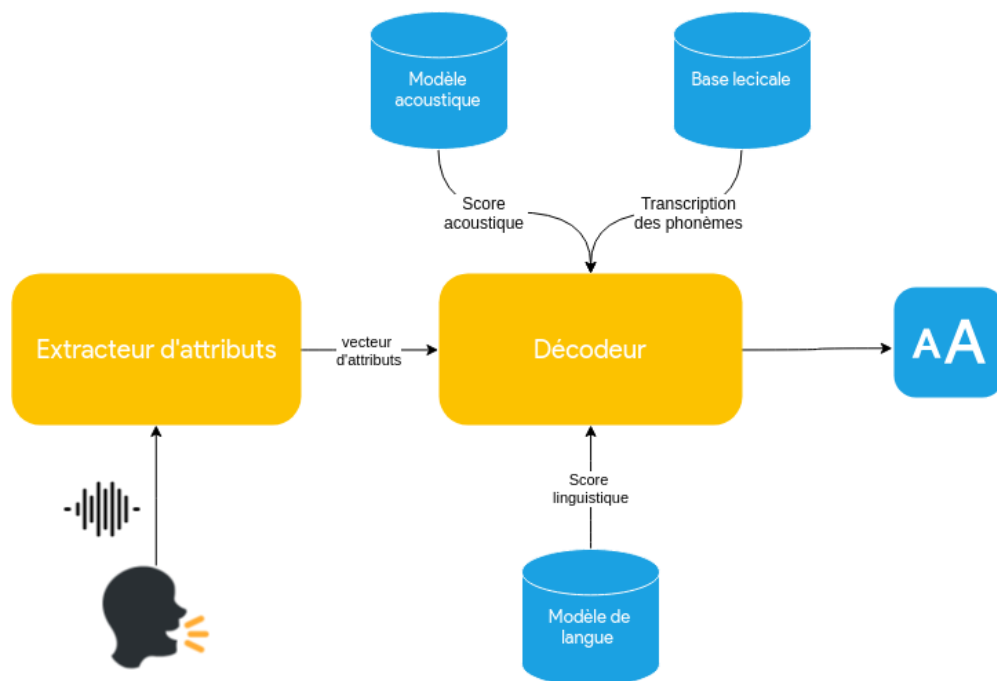 Modèle
acoustique
Base lecicale
Score
acoustique
Transcription
des phonèmes
Extracteur d'attributs
vecteur
d'attributs
Décodeur
AA
Score
linguistique
Modèle de
langue